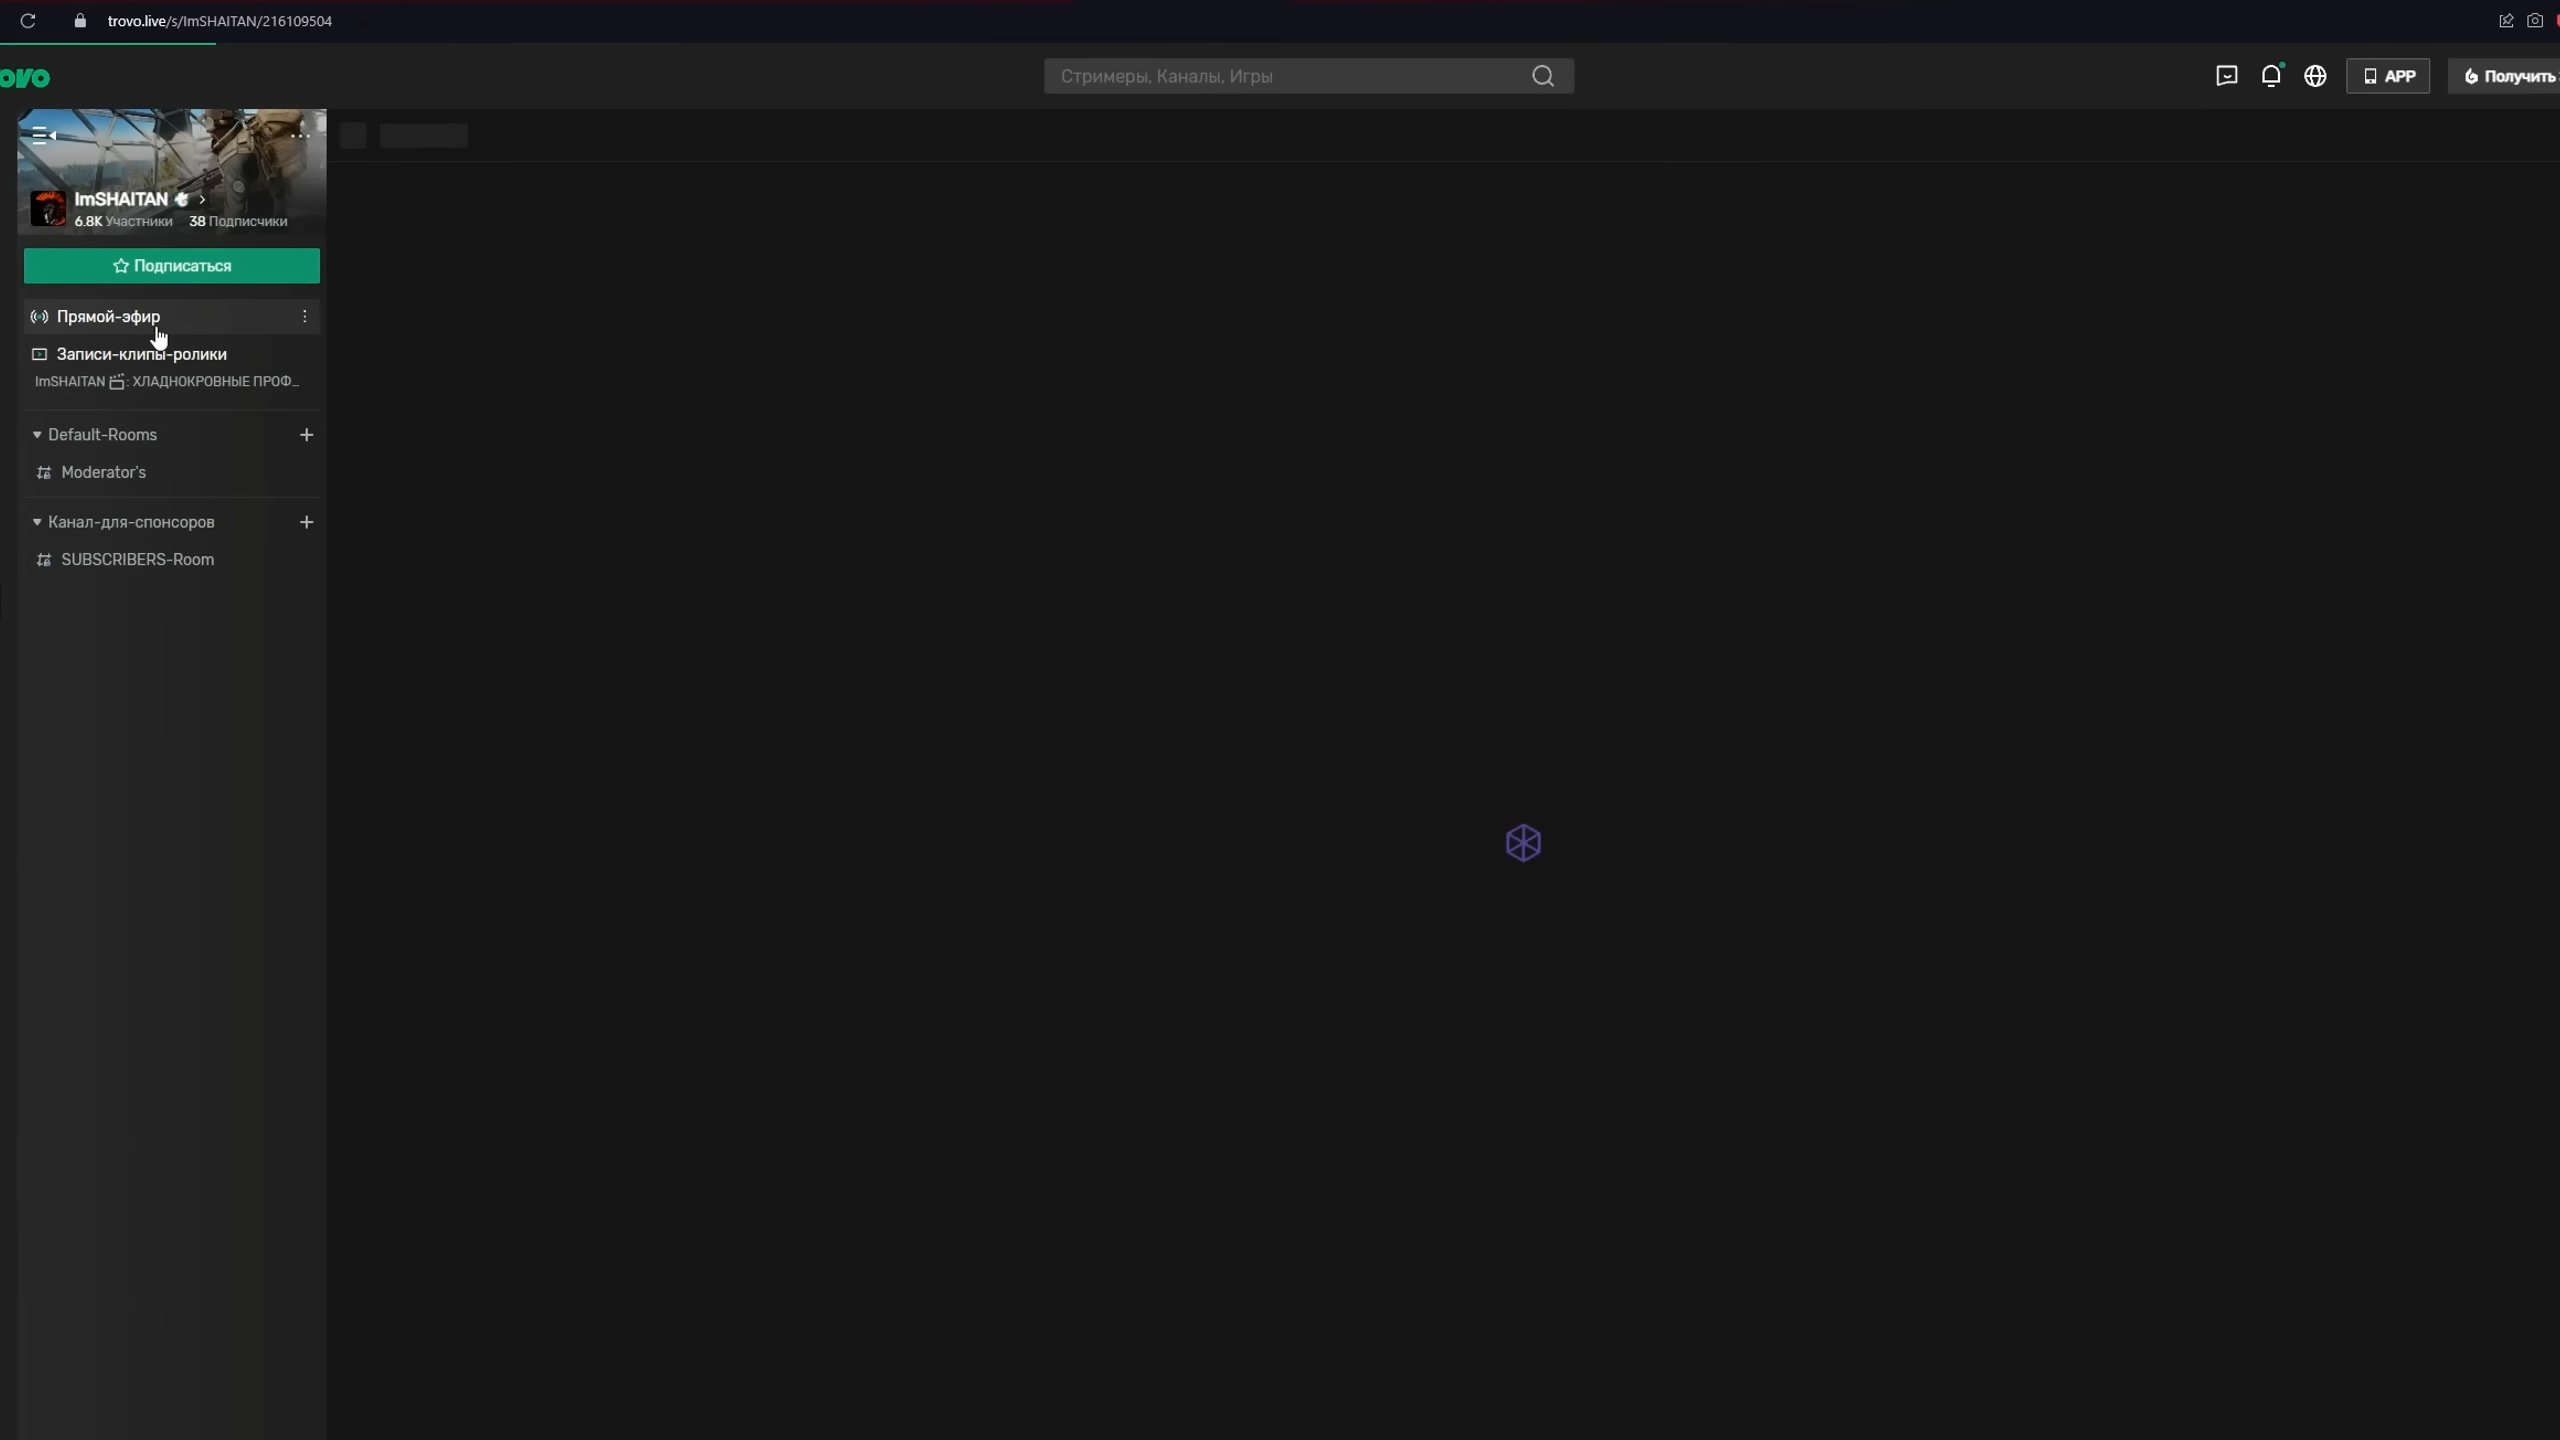 trovo.live/s/ImSHAITAN/216109504
ovo
Стримеры, Каналы, Игры
APP
Получить
ImSHAITAN
6.8K Участники 38 Подписчики
Подписаться
Прямой-эфир
Записи-клипы-ролики
ImSHAITAN : ХЛАДНОКРОВНЫЕ ПРОФ...
Default-Rooms
Moderator's
Канал-для-спонсоров
SUBSCRIBERS-Room